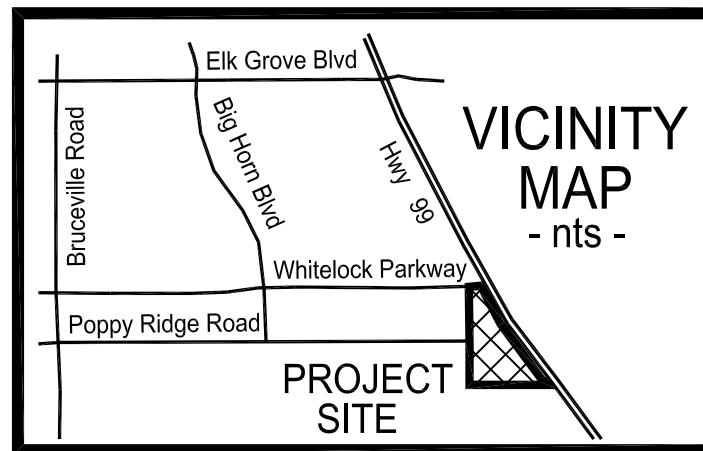 Elk Grove Blvd
Bruceville Road
Big Horn Blvd
Hwy 99
VICINITY
MAP
- nts -
Whitelock Parkway
Poppy Ridge Road
PROJECT
SITE